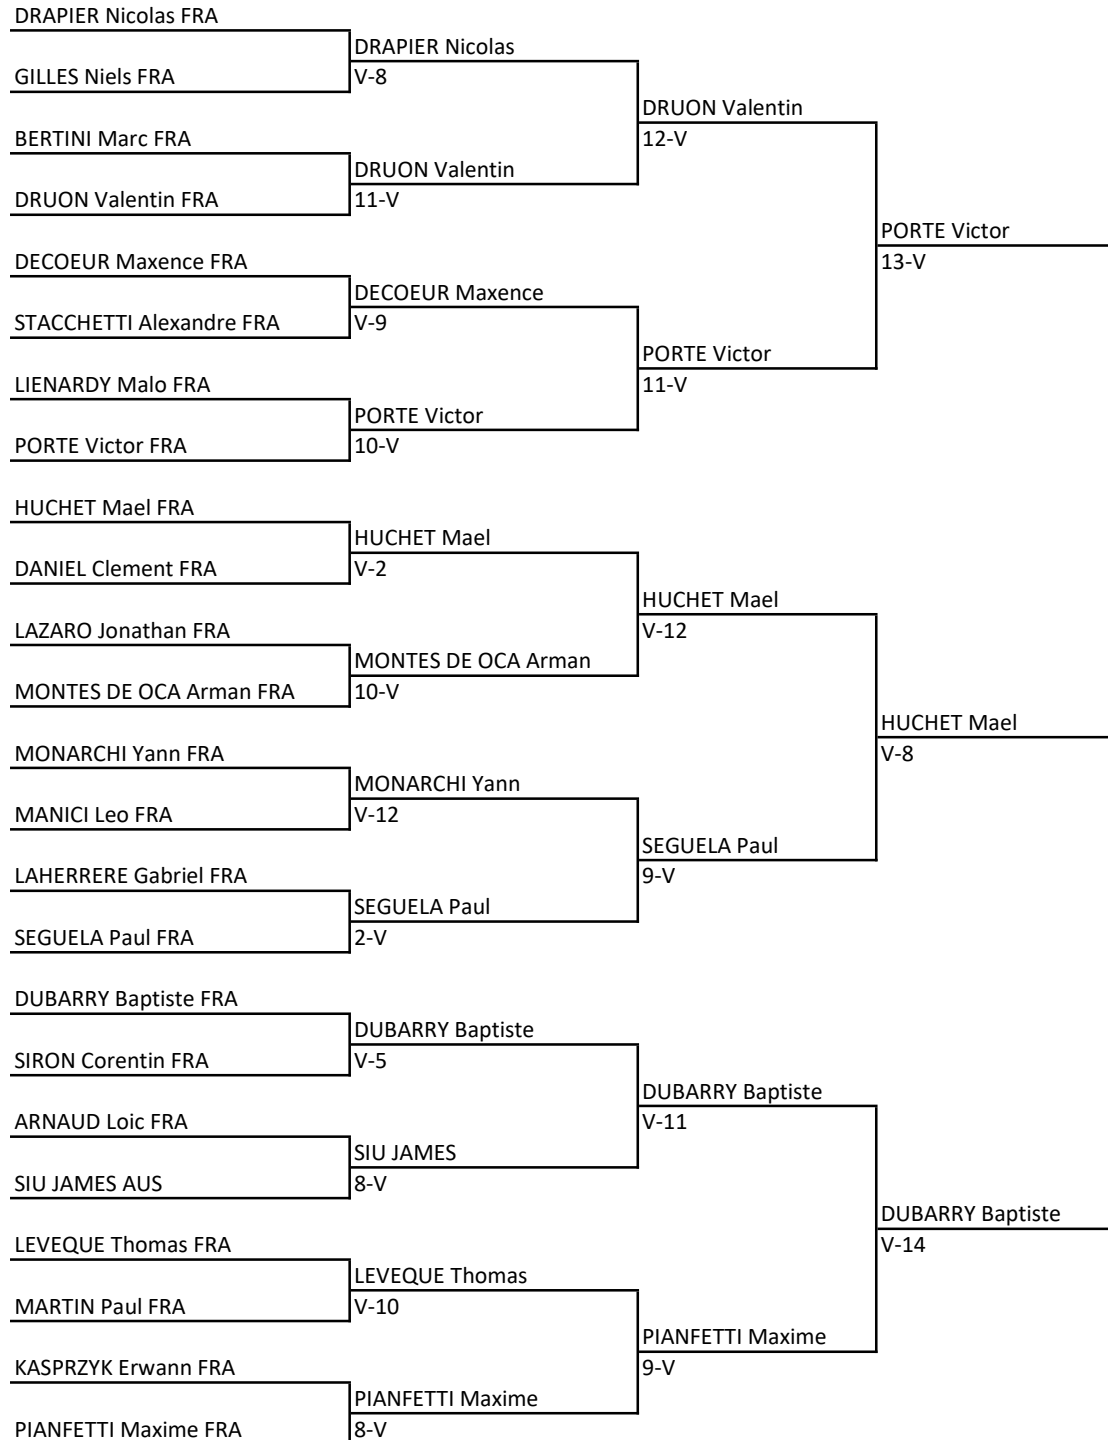 DRAPIER Nicolas FRA
DRAPIER Nicolas
GILLES Niels FRA
V-8
DRUON Valentin
BERTINI Marc FRA
12-V
DRUON Valentin
DRUON Valentin FRA
11-V
PORTE Victor
DECOEUR Maxence FRA
13-V
DECOEUR Maxence
STACCHETTI Alexandre FRA
V-9
PORTE Victor
LIENARDY Malo FRA
11-V
PORTE Victor
PORTE Victor FRA
10-V
HUCHET Mael FRA
HUCHET Mael
DANIEL Clement FRA
V-2
HUCHET Mael
LAZARO Jonathan FRA
V-12
MONTES DE OCA Arman
MONTES DE OCA Arman FRA
10-V
HUCHET Mael
MONARCHI Yann FRA
V-8
MONARCHI Yann
MANICI Leo FRA
V-12
SEGUELA Paul
LAHERRERE Gabriel FRA
9-V
SEGUELA Paul
SEGUELA Paul FRA
2-V
DUBARRY Baptiste FRA
DUBARRY Baptiste
SIRON Corentin FRA
V-5
DUBARRY Baptiste
ARNAUD Loic FRA
V-11
SIU JAMES
SIU JAMES AUS
8-V
DUBARRY Baptiste
LEVEQUE Thomas FRA
V-14
LEVEQUE Thomas
MARTIN Paul FRA
V-10
PIANFETTI Maxime
KASPRZYK Erwann FRA
9-V
PIANFETTI Maxime
PIANFETTI Maxime FRA
8-V